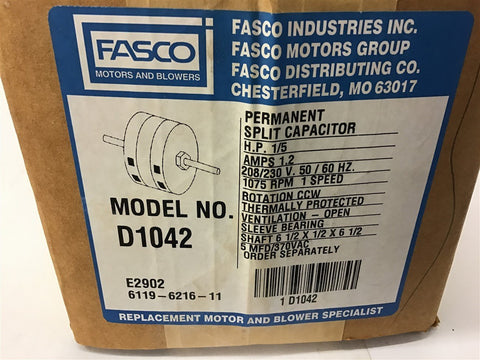 FASCO
MOTORS AND BLOWERS
FASCO INDUSTRIES INC.
FASCO MOTORS GROUP
FASCO DISTRIBUTING CO.
CHESTERFIELD, MO 63017
PERMANENT
SPLIT CAPACITOR
H.P. 1/5
AMPS 1.2
208/230 V. 50 / 60 HZ.
1075 RPM 1 SPEED
ROTATION CCW
THERMALLY PROTECTED
VENTILATION - OPEN
SLEEVE BEARING
SHAFT 6 1/2 X 1/2 X 6 1/2
5 MFD/370VAC
ORDER SEPARATELY
MODEL NO.
D1042
E2902
6119-6216-11
1 D1042
REPLACEMENT MOTOR AND BLOWER SPECIALIST